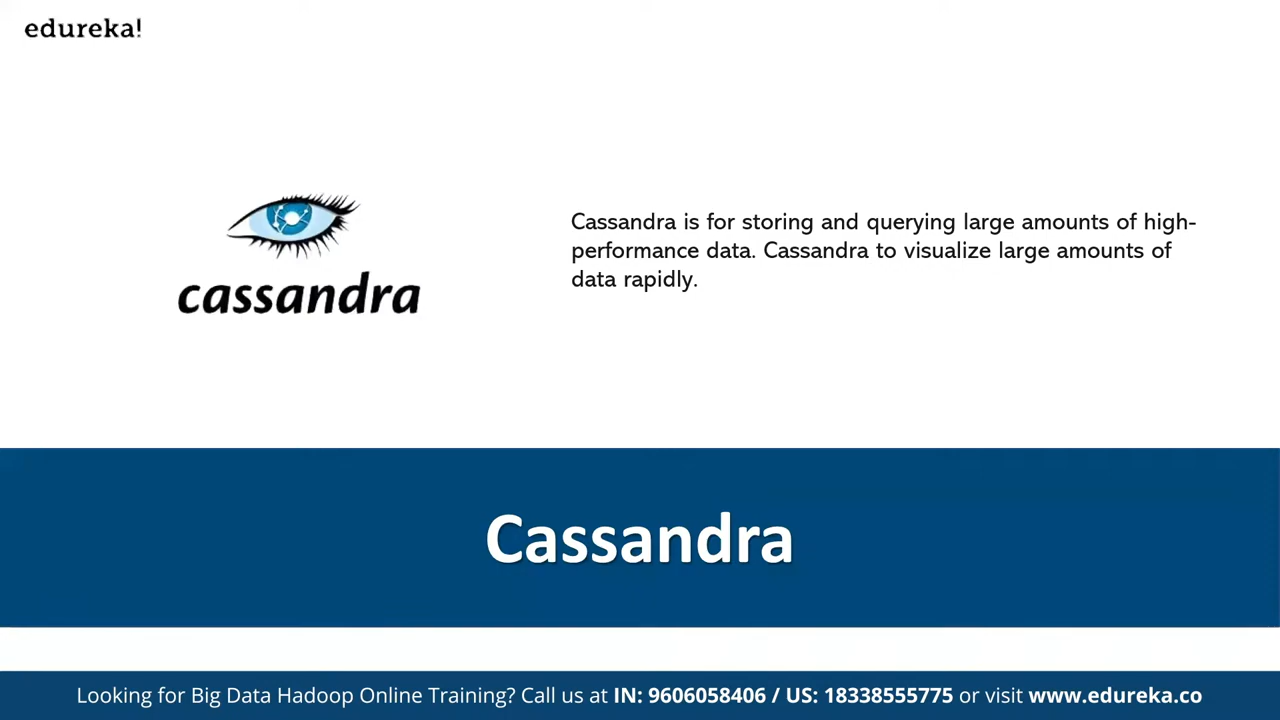 edureka!
Cassandra is for storing and querying large amounts of high-
performance data. Cassandra to visualize large amounts of
data rapidly.
cassandra
Cassandra
Looking for Big Data Hadoop Online Training? Call us at IN: 9606058406 / US: 18338555775 or visit www.edureka.co